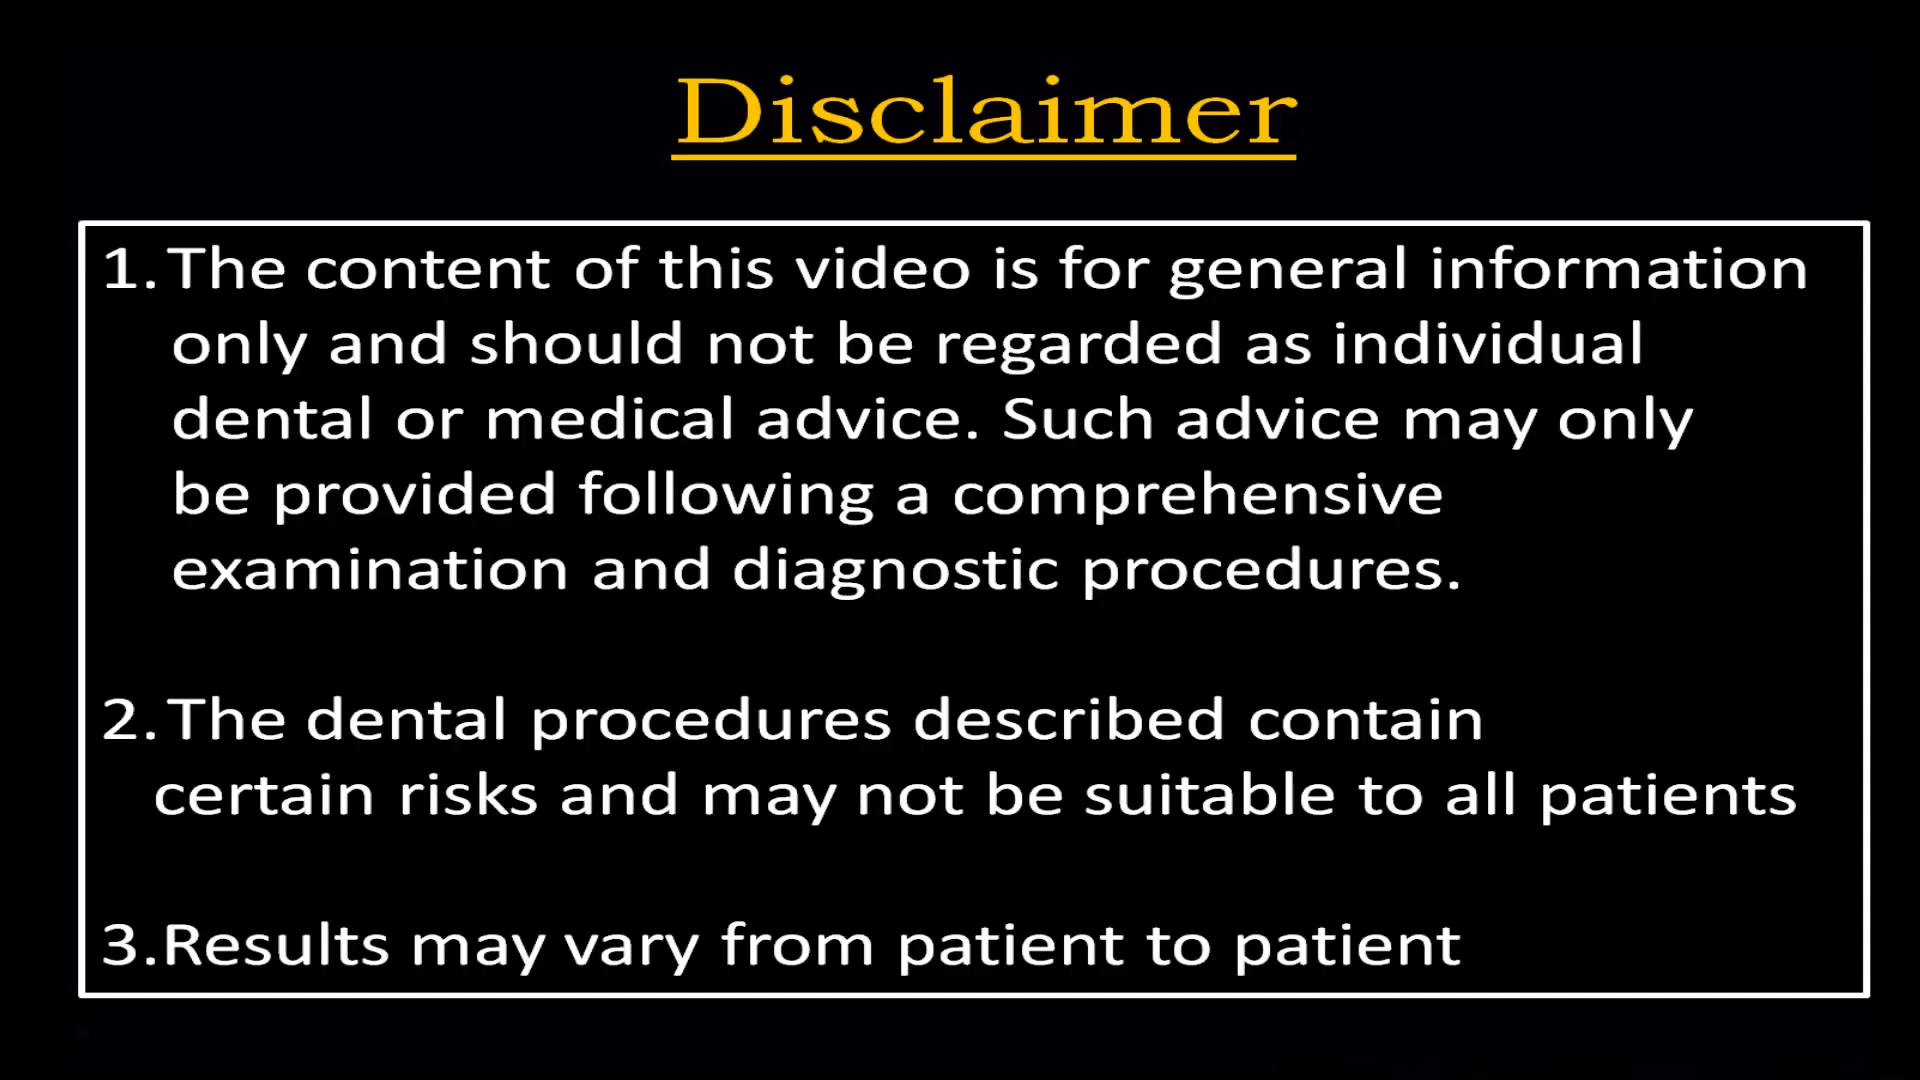 Disclaimer
1. The content of this video is for general information
only and should not be regarded as individual
dental or medical advice. Such advice may only
be provided following a comprehensive
examination and diagnostic procedures.
2. The dental procedures described contain
certain risks and may not be suitable to all patients
3.Results may vary from patient to patient